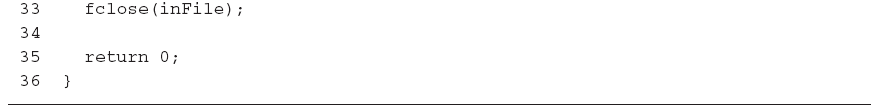 33    fclose(inFile);
34
35    return 0;
36  }